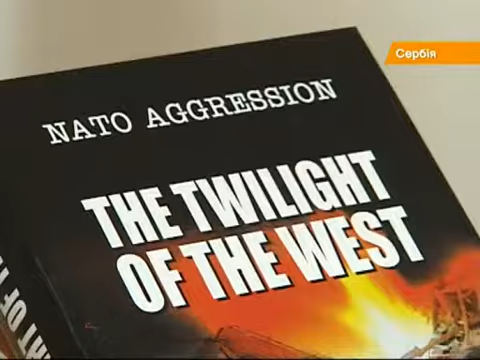 Сербія
NATO AGGRESSION
THE TWILIGHT
OF THE WEST